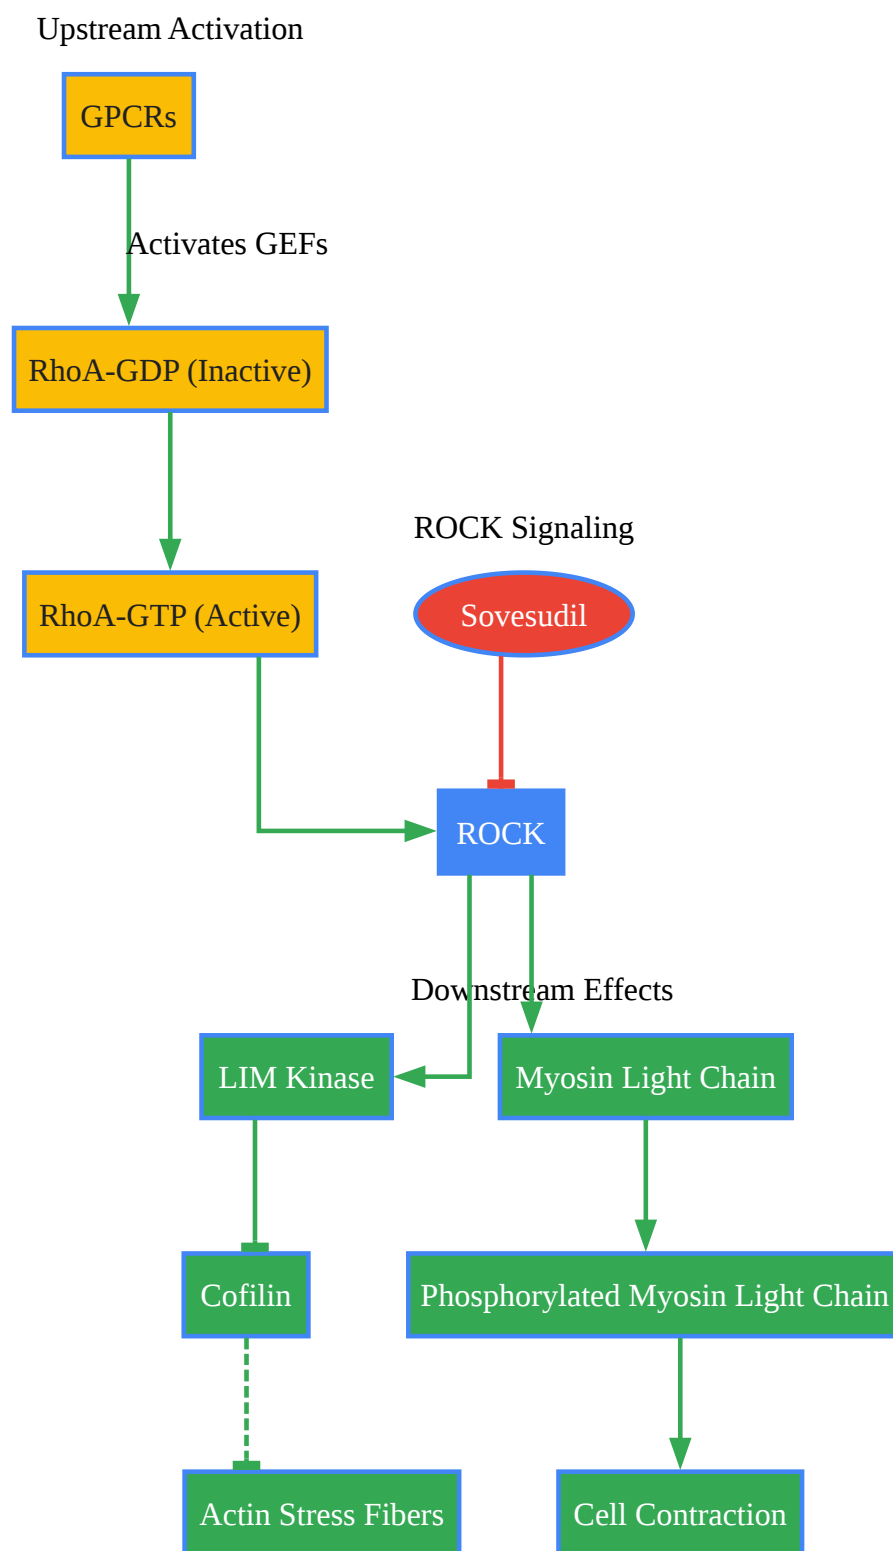 Upstream Activation
GPCRs
Activates GEFs
RhoA-GDP (Inactive)
ROCK Signaling
RhoA-GTP (Active)
Sovesudil
ROCK
Downstream Effects
LIM Kinase
Myosin Light Chain
Cofilin
Phosphorylated Myosin Light Chain
Actin Stress Fibers
Cell Contraction